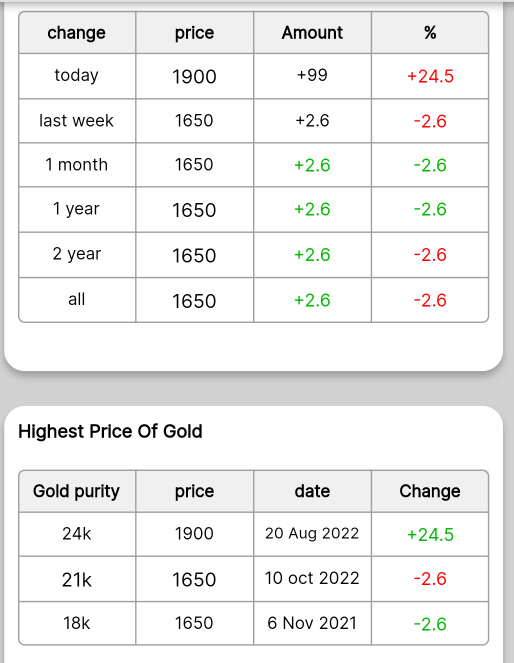 change price Amount %
today 1900 +99 +24.5
last week 1650 +2.6 -2.6
1 month 1650 +2.6 -2.6
1 year 1650 +2.6 -2.6
2 year 1650 +2.6 -2.6
all 1650 +2.6 -2.6
Highest Price Of Gold
Gold purity price date Change
24k 1900 20 Aug 2022 +24.5
21k 1650 10 oct 2022 -2.6
18k 1650 6 Nov 2021 -2.6